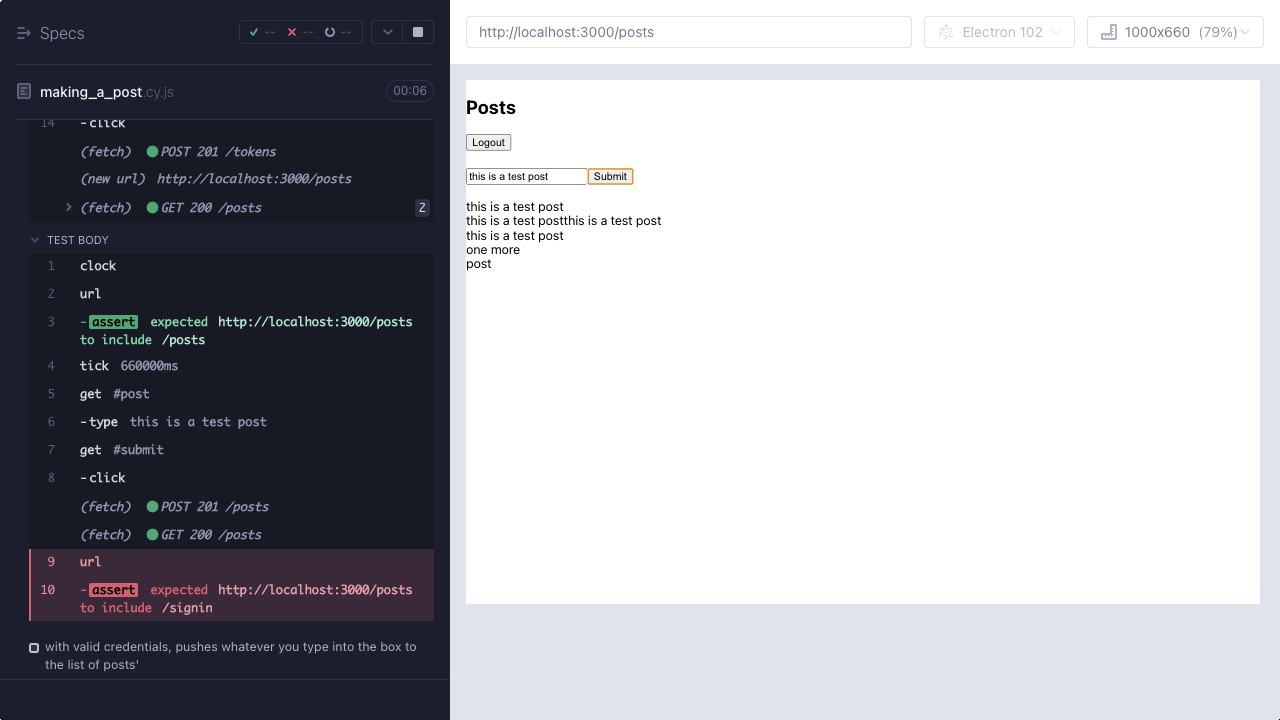 Specs
-- -- --
making_a_post.cy.js 00:06
14 -click
(fetch) POST 201 /tokens
(new url) http://localhost:3000/posts
(fetch) GET 200 /posts 2
TEST BODY
1 clock
2 url
3 -assert expected http://localhost:3000/posts
to include /posts
4 tick 660000ms
5 get #post
6 -type this is a test post
7 get #submit
8 -click
(fetch) POST 201 /posts
(fetch) GET 200 /posts
9 url
10 -assert expected http://localhost:3000/posts
to include /signin
with valid credentials, pushes whatever you type into the box to
the list of posts'
http://localhost:3000/posts
Electron 102
1000x660 (79%)
Posts
Logout
this is a test post Submit
this is a test post
this is a test postthis is a test post
this is a test post
one more
post